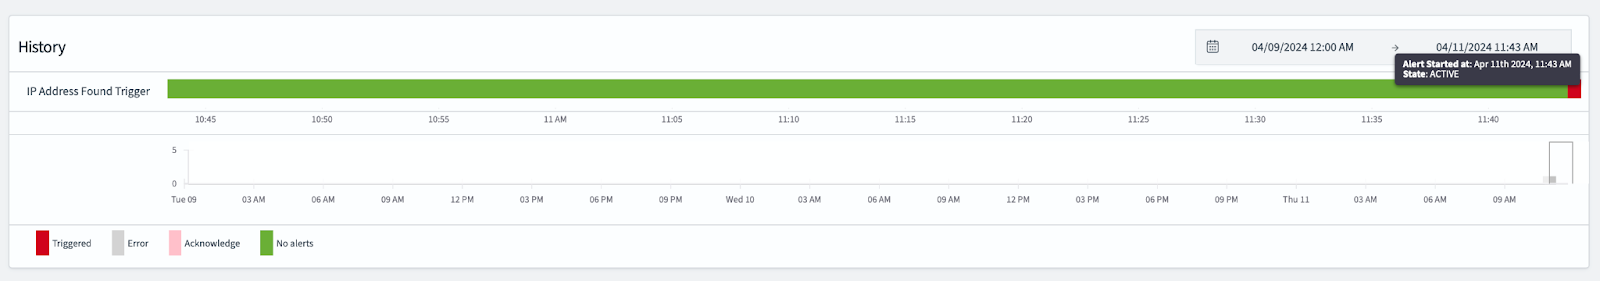 History
04/09/2024 12:00 AM → 04/11/2024 11:43 AM
Alert Started at: Apr 11th 2024, 11:43 AM
State: ACTIVE
IP Address Found Trigger
10:45 10:50 10:55 11 AM 11:05 11:10 11:15 11:20 11:25 11:30 11:35 11:40
5
0
Tue 09 03 AM 06 AM 09 AM 12 PM 03 PM 06 PM 09 PM Wed 10 03 AM 06 AM 09 AM 12 PM 03 PM 06 PM 09 PM Thu 11 03 AM 06 AM 09 AM
Triggered Error Acknowledge No alerts